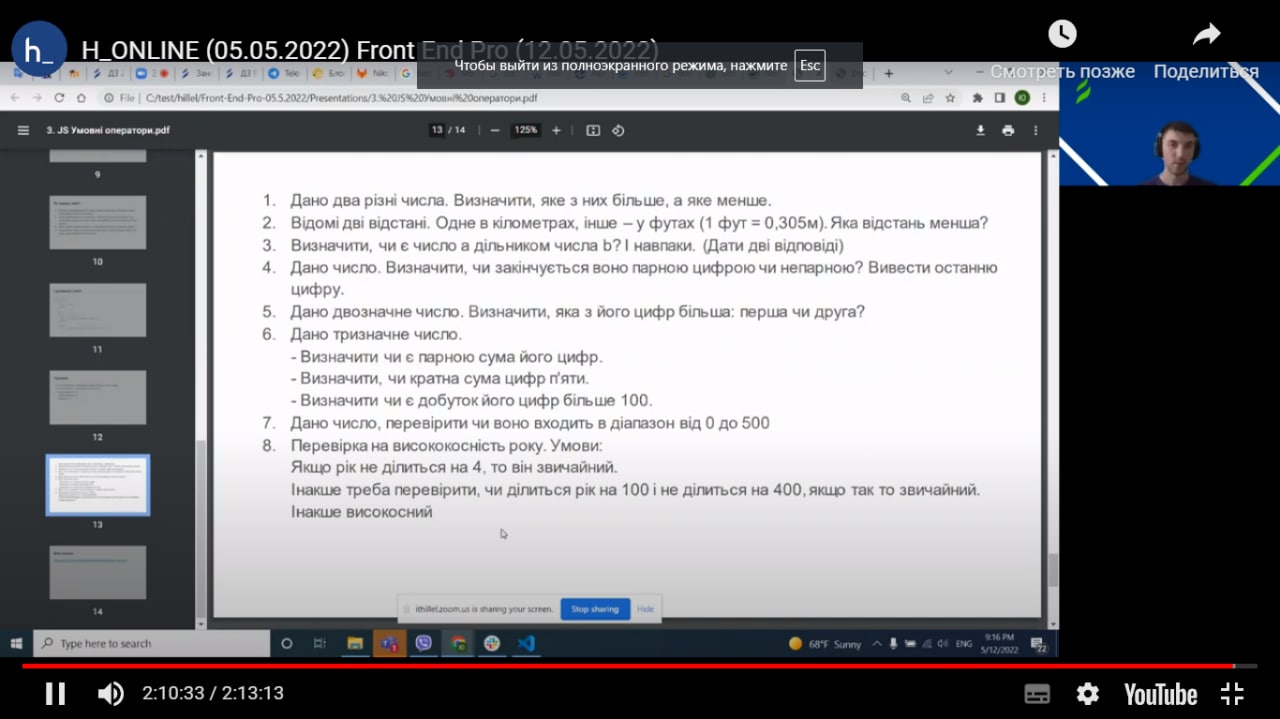 h_
H_ONLINE (05.05.2022) Front End Pro (12.05.2022)
Чтобы выйти из полноэкранного режима, нажмите Esc
Смотреть позже
Поделиться
File | C:/test/hillel/Front-End-Pro-05.5.2022/Presentations/3.%20JS%20Умовні%20оператори.pdf
3. JS Умовні оператори.pdf
13 / 14
125%
9
10
11
12
13
14
1. Дано два різні числа. Визначити, яке з них більше, а яке менше.
2. Відомі дві відстані. Одне в кілометрах, інше – у футах (1 фут = 0,305м). Яка відстань менша?
3. Визначити, чи є число a дільником числа b? І навпаки. (Дати дві відповіді)
4. Дано число. Визначити, чи закінчується воно парною цифрою чи непарною? Вивести останню
цифру.
5. Дано двозначне число. Визначити, яка з його цифр більша: перша чи друга?
6. Дано тризначне число.
- Визначити чи є парною сума його цифр.
- Визначити, чи кратна сума цифр п'яти.
- Визначити чи є добуток його цифр більше 100.
7. Дано число, перевірити чи воно входить в діапазон від 0 до 500
8. Перевірка на висококосність року. Умови:
Якщо рік не ділиться на 4, то він звичайний.
Інакше треба перевірити, чи ділиться рік на 100 і не ділиться на 400, якщо так то звичайний.
Інакше високосний
ithillel.zoom.us is sharing your screen.
Stop sharing
Hide
Type here to search
68°F Sunny
ENG
9:16 PM
5/12/2022
22
2:10:33 / 2:13:13
YouTube